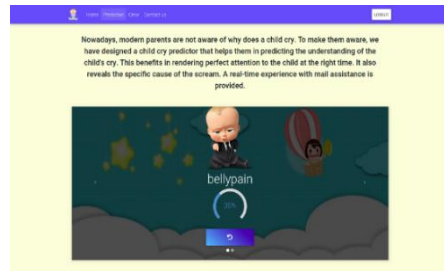 Home Prediction Contact us
Nowadays, modern parents are not aware of why does a child cry. To make them aware, we
have designed a child cry predictor that helps them in predicting the understanding of the
child's cry. This benefits in rendering perfect attention to the child at the right time. It also
reveals the specific cause of the scream. A real-time experience with mail assistance is
provided.
bellypain